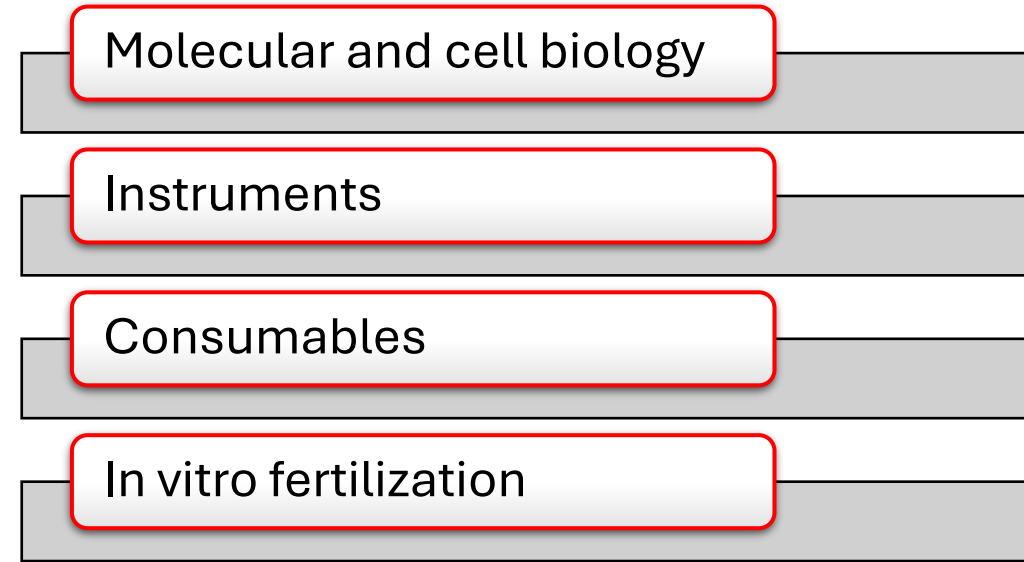 Molecular and cell biology
Instruments
Consumables
In vitro fertilization